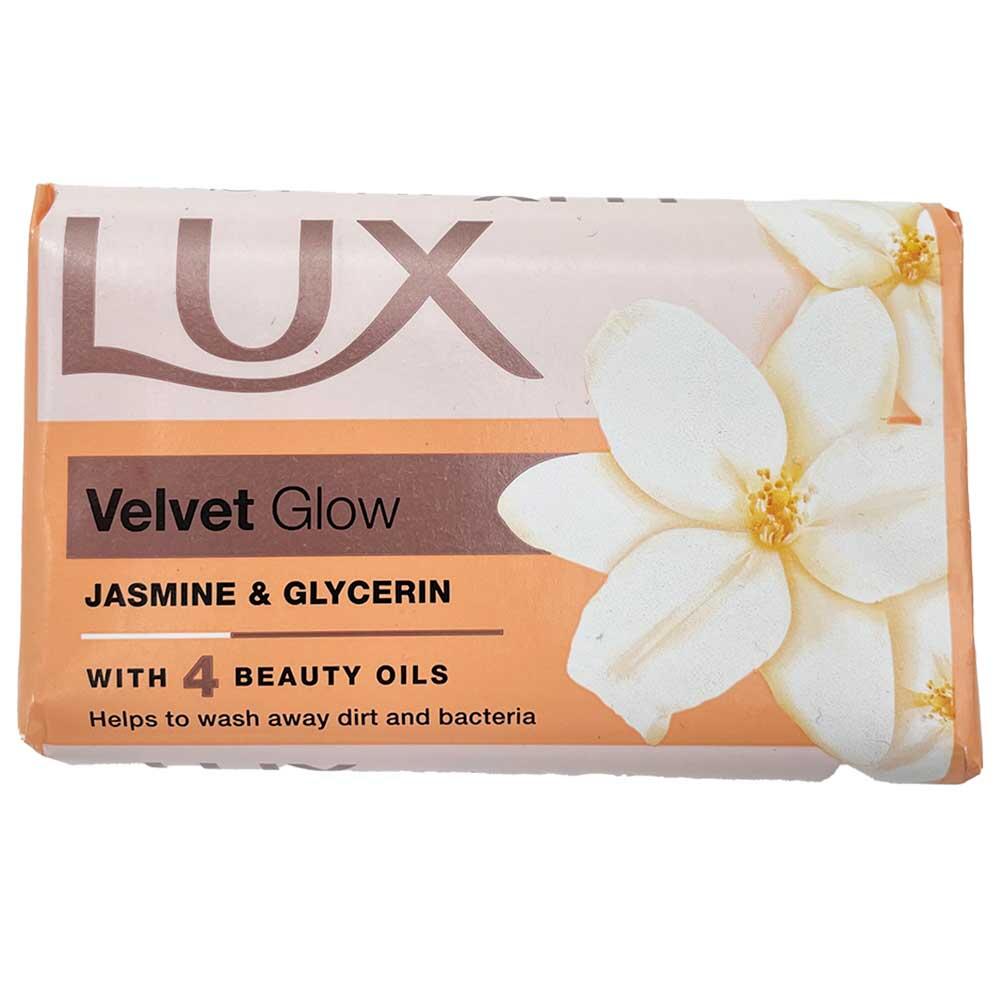 LUX
Velvet Glow
JASMINE & GLYCERIN
WITH 4 BEAUTY OILS
Helps to wash away dirt and bacteria